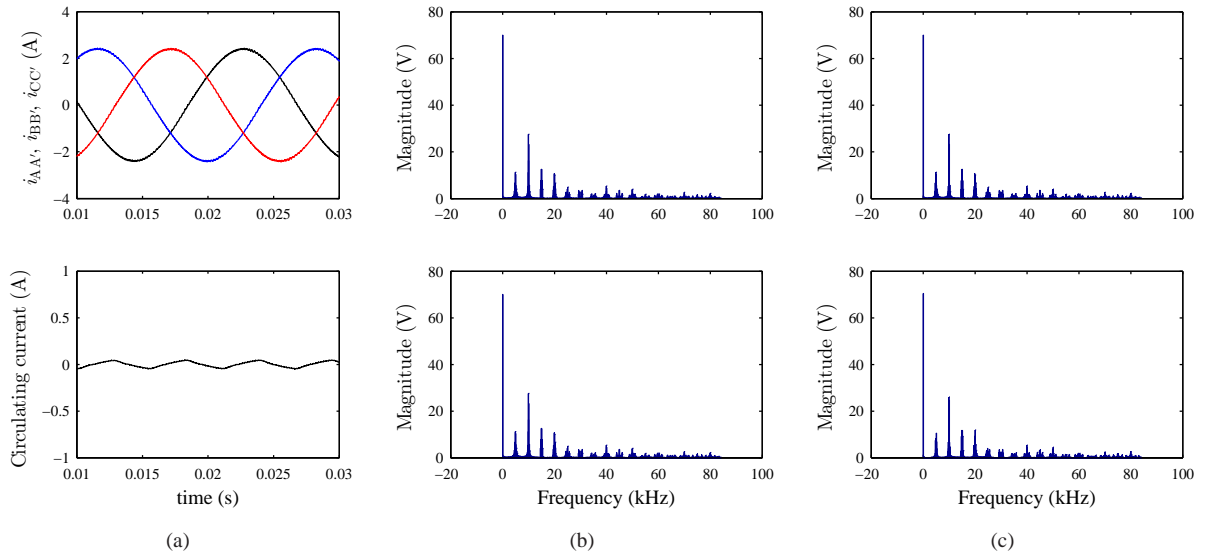 i_AA′, i_BB′, i_CC′ (A)
4
2
0
−2
−4
0.01 0.015 0.02 0.025 0.03
Magnitude (V)
80
60
40
20
0
−20 0 20 40 60 80 100
Magnitude (V)
80
60
40
20
0
−20 0 20 40 60 80 100
Circulating current (A)
1
0.5
0
−0.5
−1
0.01 0.015 0.02 0.025 0.03
time (s)
Magnitude (V)
80
60
40
20
0
−20 0 20 40 60 80 100
Frequency (kHz)
Magnitude (V)
80
60
40
20
0
−20 0 20 40 60 80 100
Frequency (kHz)
(a) (b) (c)